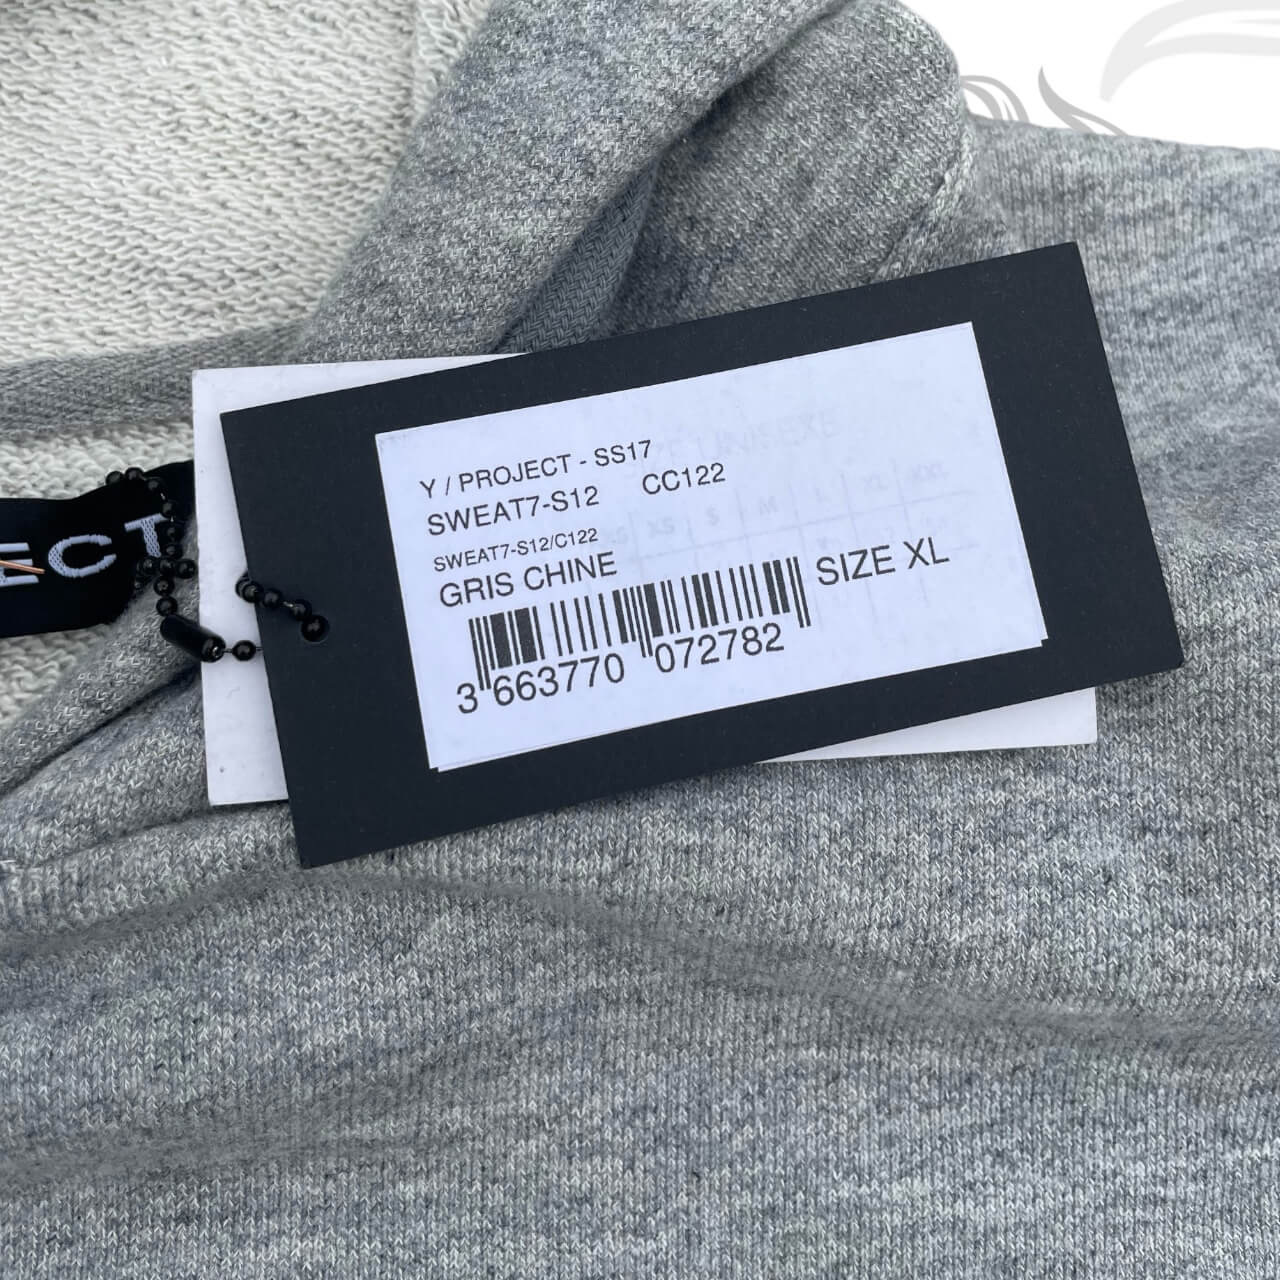 Y / PROJECT - SS17
SWEAT7-S12 CC122
SWEAT7-S12/C122
GRIS CHINE
SIZE XL
3 663770 072782
ECT